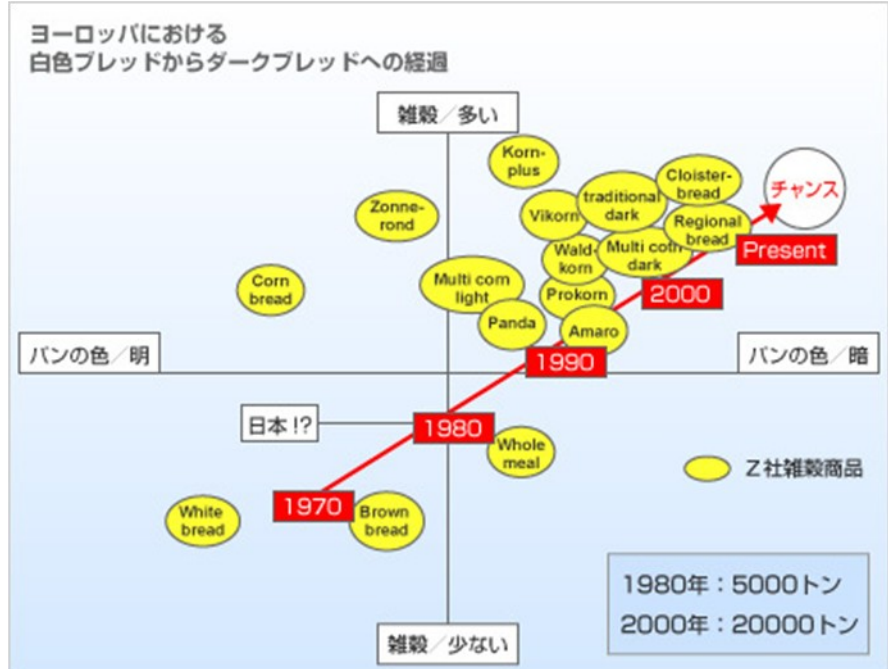 ヨーロッパにおける
白色ブレッドからダークブレッドへの経過
雑穀／多い
Korn-
plus
Cloister-
bread
チャンス
traditional
dark
Zonne-
rond
Vikorn
Regional
bread
Present
Wald-
korn
Multi corn
dark
Corn
bread
Multi corn
light
Prokorn
2000
Panda
Amaro
パンの色／明
1990
パンの色／暗
日本!?
1980
Whole
meal
Z社雑穀商品
1970
White
bread
Brown
bread
1980年：5000トン
2000年：20000トン
雑穀／少ない